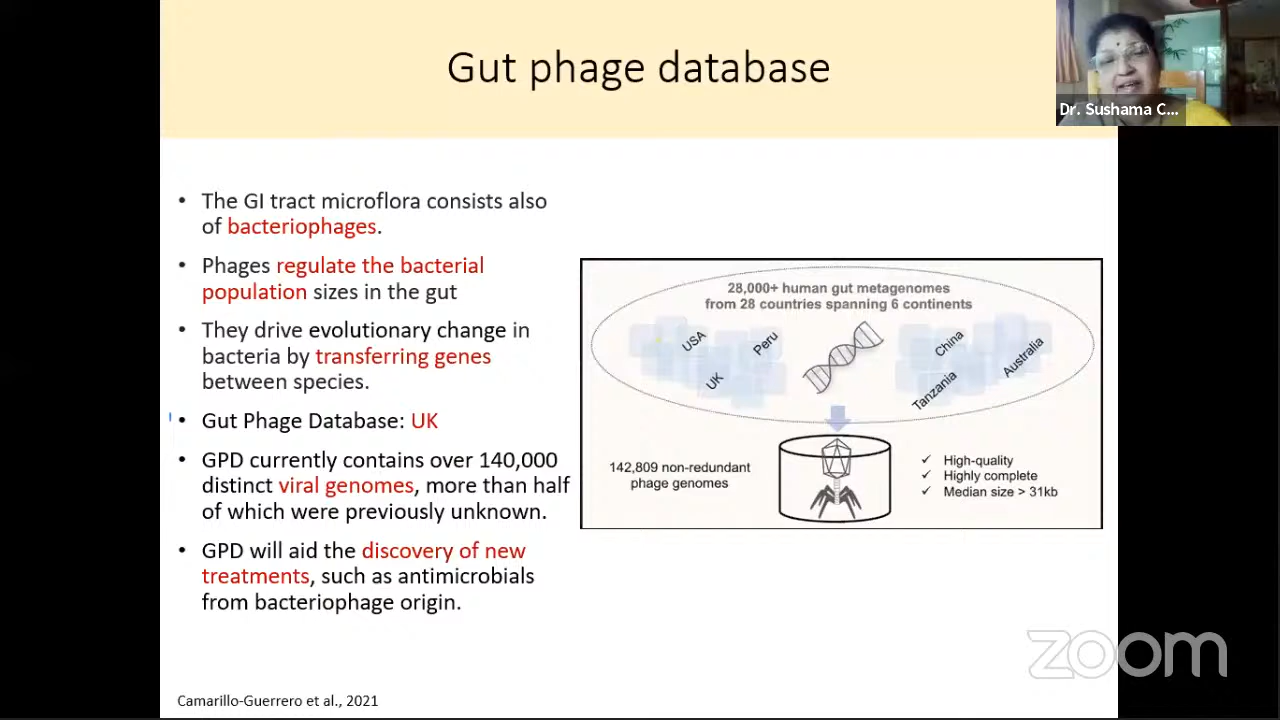 Gut phage database
Dr. Sushama C...
• The GI tract microflora consists also
of bacteriophages.
• Phages regulate the bacterial
population sizes in the gut
• They drive evolutionary change in
bacteria by transferring genes
between species.
• Gut Phage Database: UK
• GPD currently contains over 140,000
distinct viral genomes, more than half
of which were previously unknown.
• GPD will aid the discovery of new
treatments, such as antimicrobials
from bacteriophage origin.
28,000+ human gut metagenomes
from 28 countries spanning 6 continents
USA
Peru
UK
China
Australia
Tanzania
142,809 non-redundant
phage genomes
✓ High-quality
✓ Highly complete
✓ Median size > 31kb
Camarillo-Guerrero et al., 2021
zoom